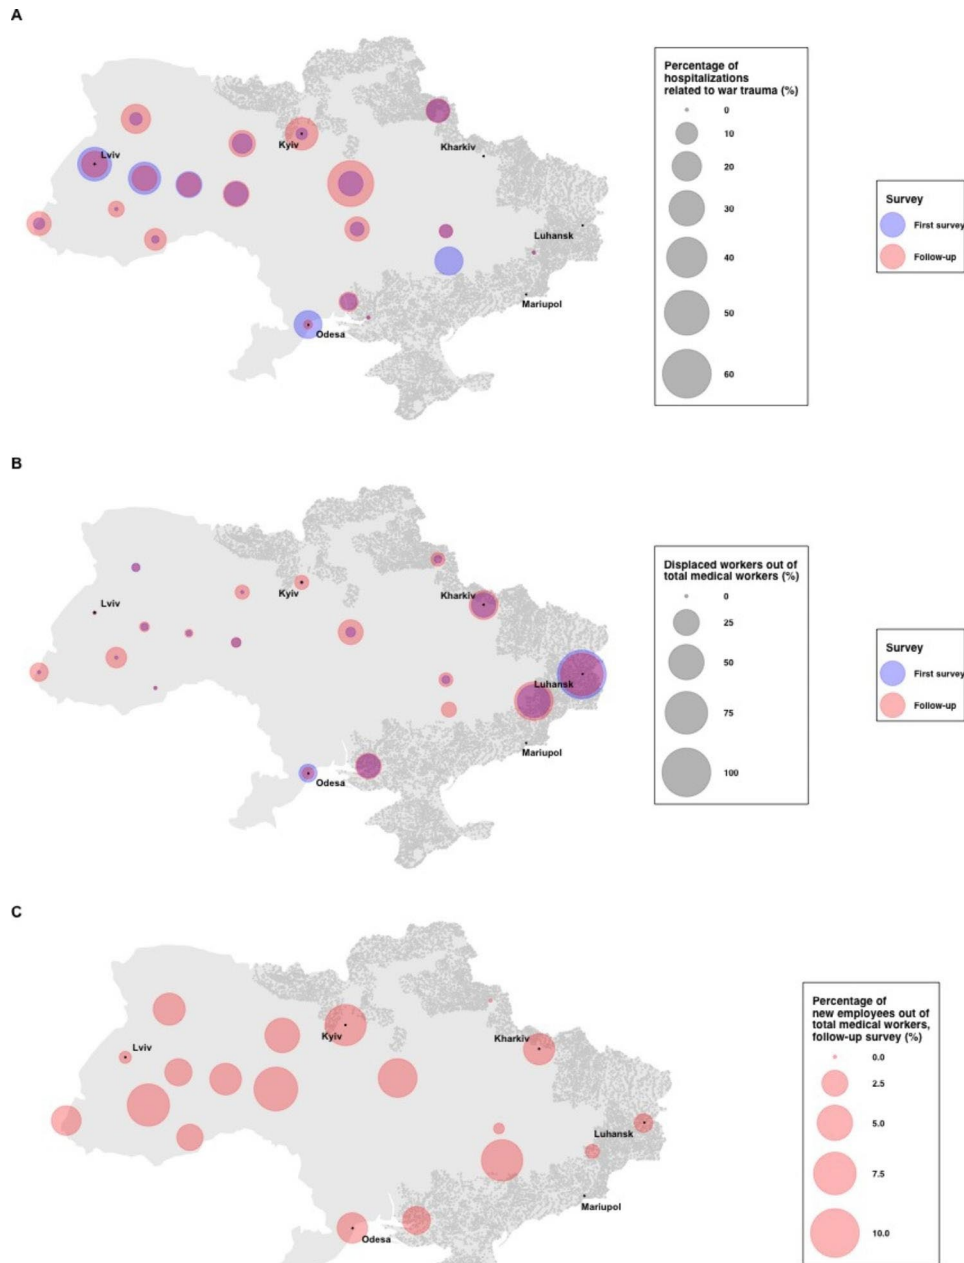 A
Percentage of
hospitalizations
related to war trauma (%)
0
10
20
30
40
50
60
Survey
First survey
Follow-up
Lviv
Kyiv
Kharkiv
Luhansk
Mariupol
Odesa
B
Displaced workers out of
total medical workers (%)
0
25
50
75
100
Survey
First survey
Follow-up
Lviv
Kyiv
Kharkiv
Luhansk
Mariupol
Odesa
C
Percentage of
new employees out of
total medical workers,
follow-up survey (%)
0.0
2.5
5.0
7.5
10.0
Lviv
Kyiv
Kharkiv
Luhansk
Mariupol
Odesa